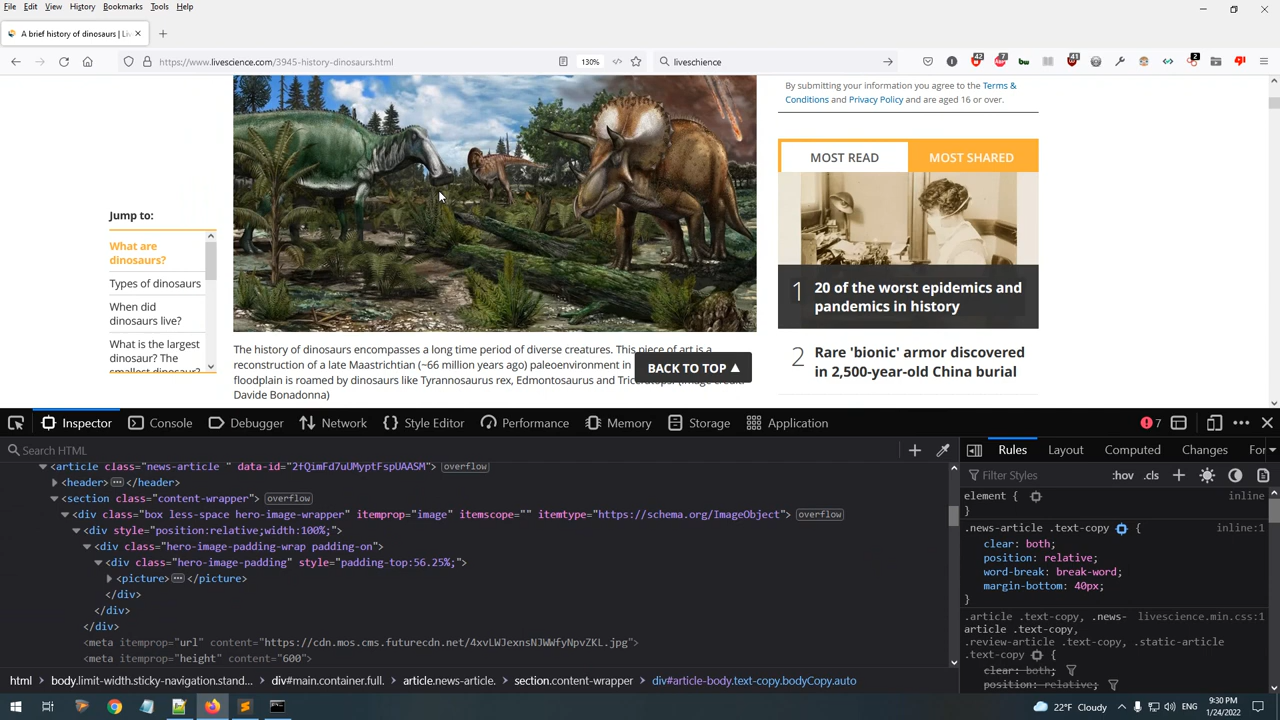 File Edit View History Bookmarks Tools Help
A brief history of dinosaurs | Liv
https://www.livescience.com/3945-history-dinosaurs.html
130%
liveschience
42
7
41
2
By submitting your information you agree to the Terms &
Conditions and Privacy Policy and are aged 16 or over.
MOST READ
MOST SHARED
1
20 of the worst epidemics and
pandemics in history
2
Rare 'bionic' armor discovered
in 2,500-year-old China burial
Jump to:
What are
dinosaurs?
Types of dinosaurs
When did
dinosaurs live?
What is the largest
dinosaur? The
smallest dinosaur?
The history of dinosaurs encompasses a long time period of diverse creatures. This piece of art is a
reconstruction of a late Maastrichtian (~66 million years ago) paleoenvironment in
floodplain is roamed by dinosaurs like Tyrannosaurus rex, Edmontosaurus and Triceratops. (Image credit:
Davide Bonadonna)
BACK TO TOP
Inspector Console Debugger Network Style Editor Performance Memory Storage Application 7
Search HTML
<article class="news-article " data-id="2fQimFd7uUMyptFspUAASM"> overflow
<header> </header>
<section class="content-wrapper"> overflow
<div class="box less-space hero-image-wrapper" itemprop="image" itemscope="" itemtype="https://schema.org/ImageObject"> overflow
<div style="position:relative;width:100%;">
<div class="hero-image-padding-wrap padding-on">
<div class="hero-image-padding" style="padding-top:56.25%;">
<picture> </picture>
</div>
</div>
</div>
<meta itemprop="url" content="https://cdn.mos.cms.futurecdn.net/4xvLWJexnsNJWWfyNpvZKL.jpg">
<meta itemprop="height" content="600">
html body.limit-width.sticky-navigation.stand... div#main.trainer.full. article.news-article. section.content-wrapper div#article-body.text-copy.bodyCopy.auto
Rules Layout Computed Changes For
Filter Styles :hov .cls
element { inline
}
.news-article .text-copy { inline:1
clear: both;
position: relative;
word-break: break-word;
margin-bottom: 40px;
}
.article .text-copy, .news- livescience.min.css:1
article .text-copy,
.review-article .text-copy, .static-article
.text-copy {
clear: both;
position: relative;
22°F Cloudy
9:30 PM
1/24/2022